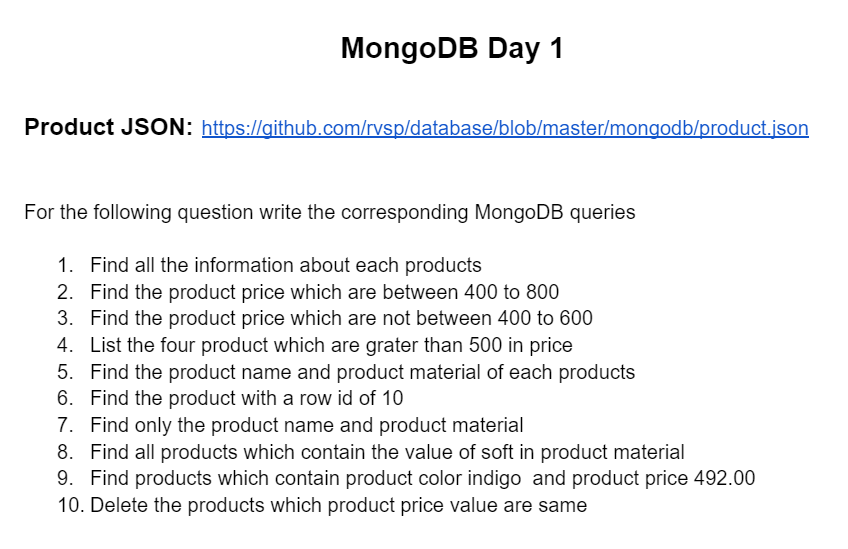 MongoDB Day 1
Product JSON: https://github.com/rvsp/database/blob/master/mongodb/product.json
For the following question write the corresponding MongoDB queries
1. Find all the information about each products
2. Find the product price which are between 400 to 800
3. Find the product price which are not between 400 to 600
4. List the four product which are grater than 500 in price
5. Find the product name and product material of each products
6. Find the product with a row id of 10
7. Find only the product name and product material
8. Find all products which contain the value of soft in product material
9. Find products which contain product color indigo  and product price 492.00
10. Delete the products which product price value are same